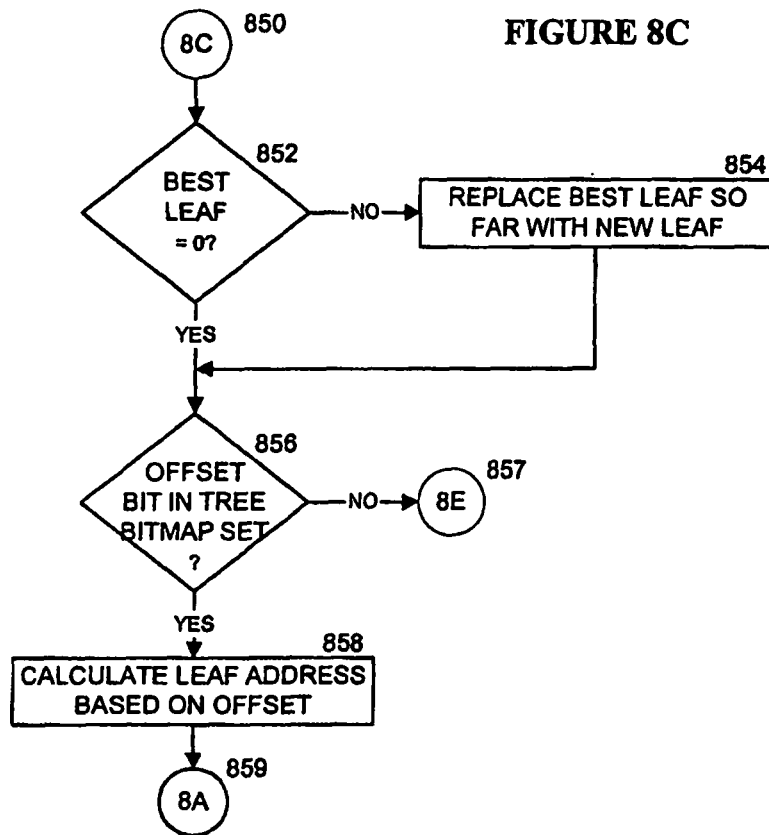 FIGURE 8C
850
8C
852
BEST
LEAF
= 0?
NO
854
REPLACE BEST LEAF SO
FAR WITH NEW LEAF
YES
856
OFFSET
BIT IN TREE
BITMAP SET
?
NO
857
8E
YES
858
CALCULATE LEAF ADDRESS
BASED ON OFFSET
859
8A